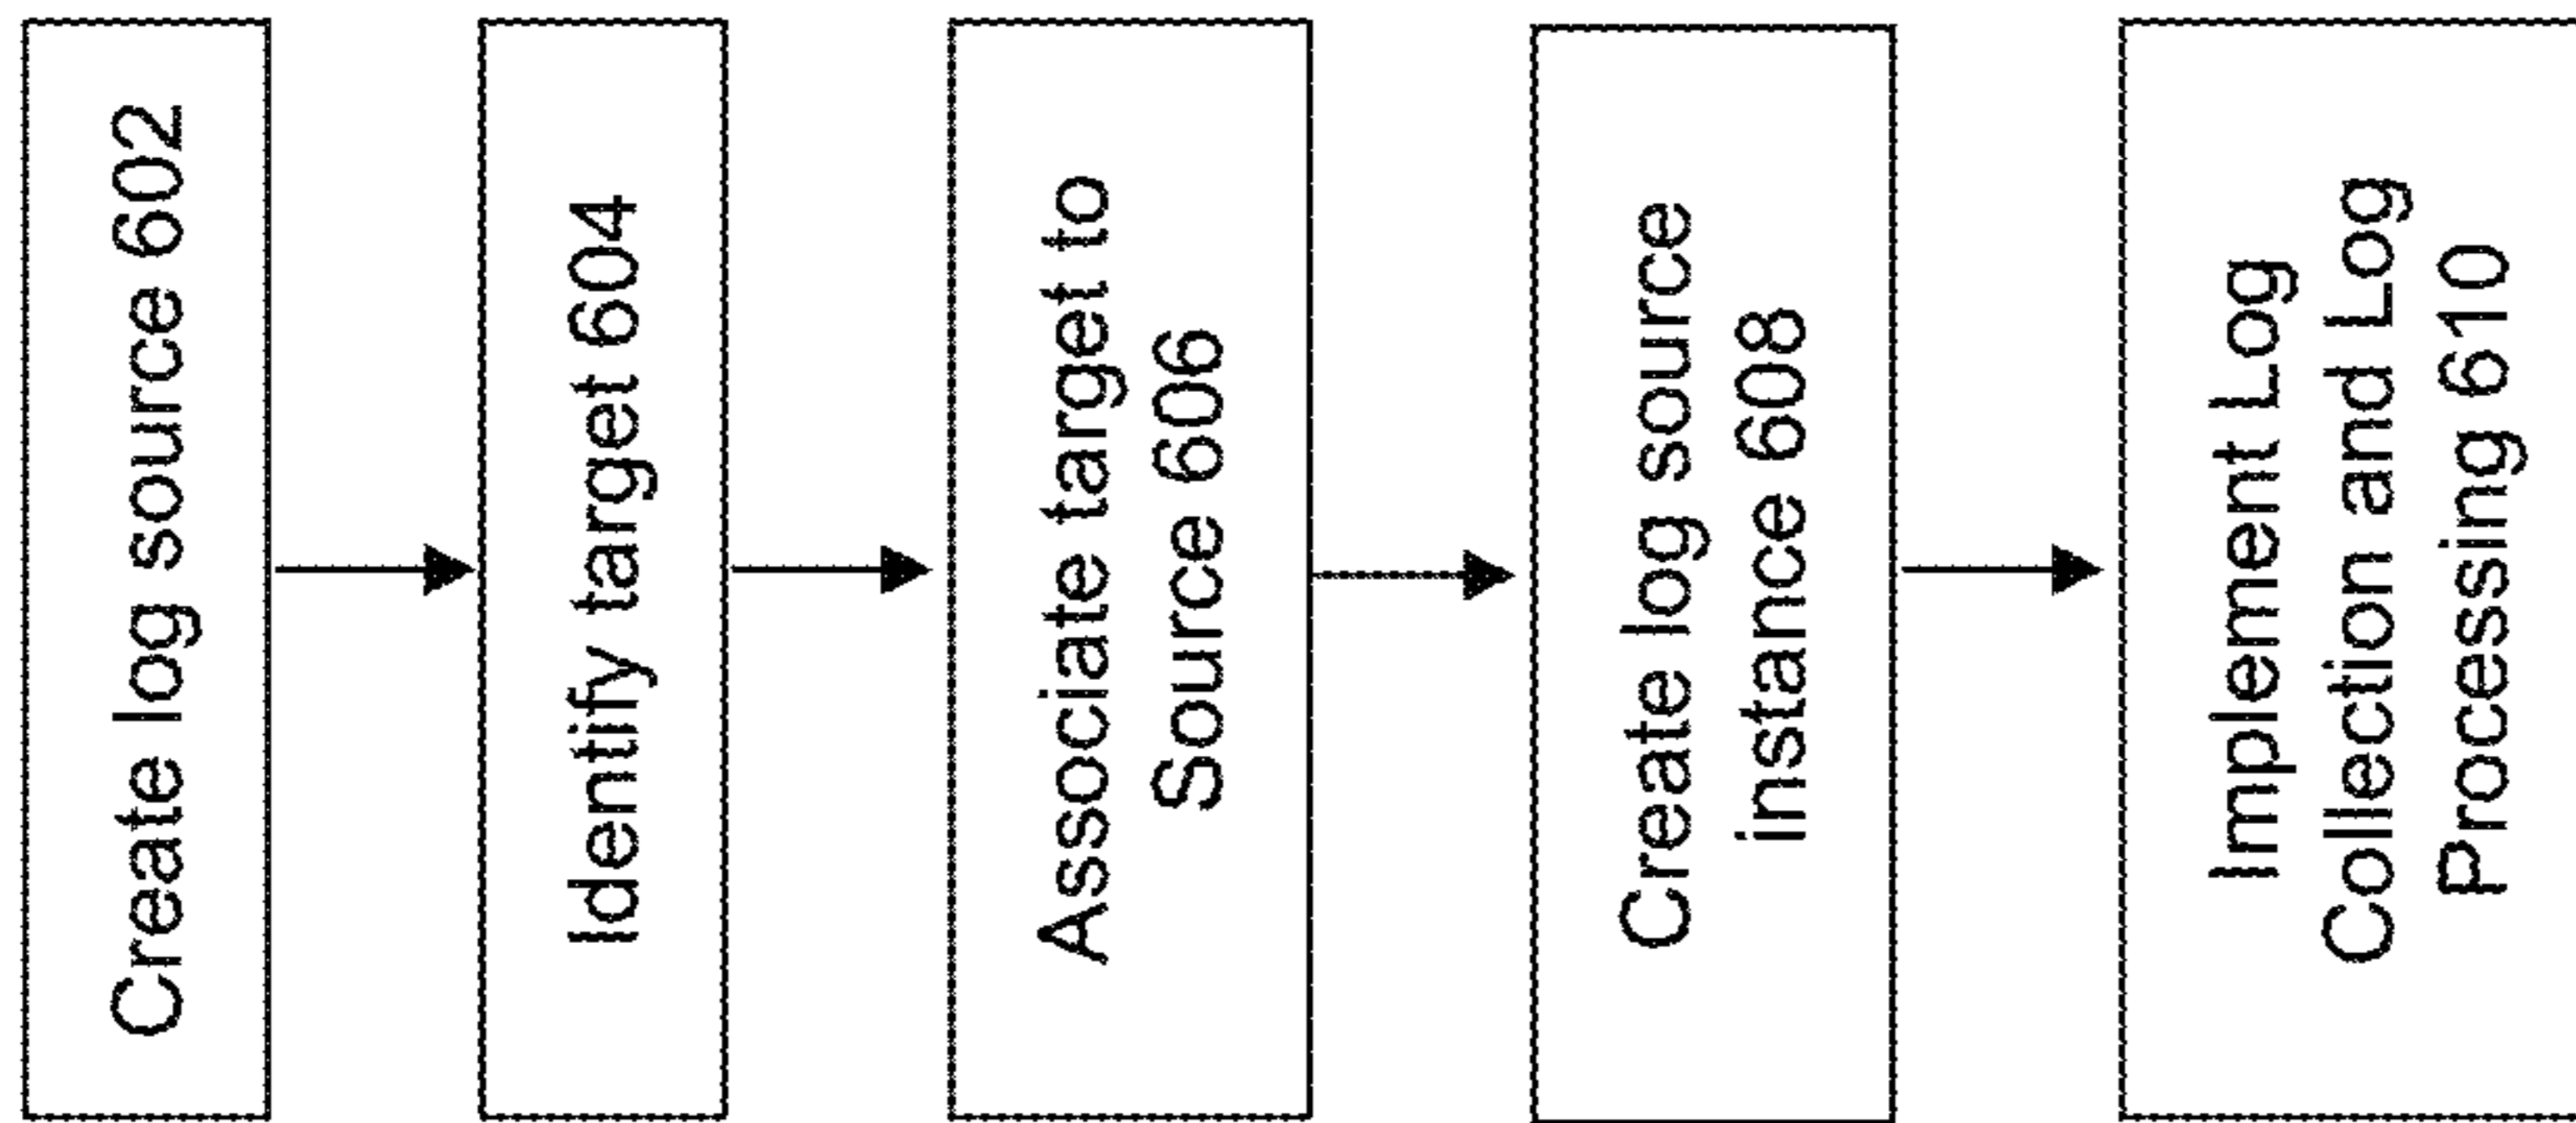 Create log source 602
Identify target 604
Associate target to
Source 606
Create log source
instance 608
Implement Log
Collection and Log
Processing 610